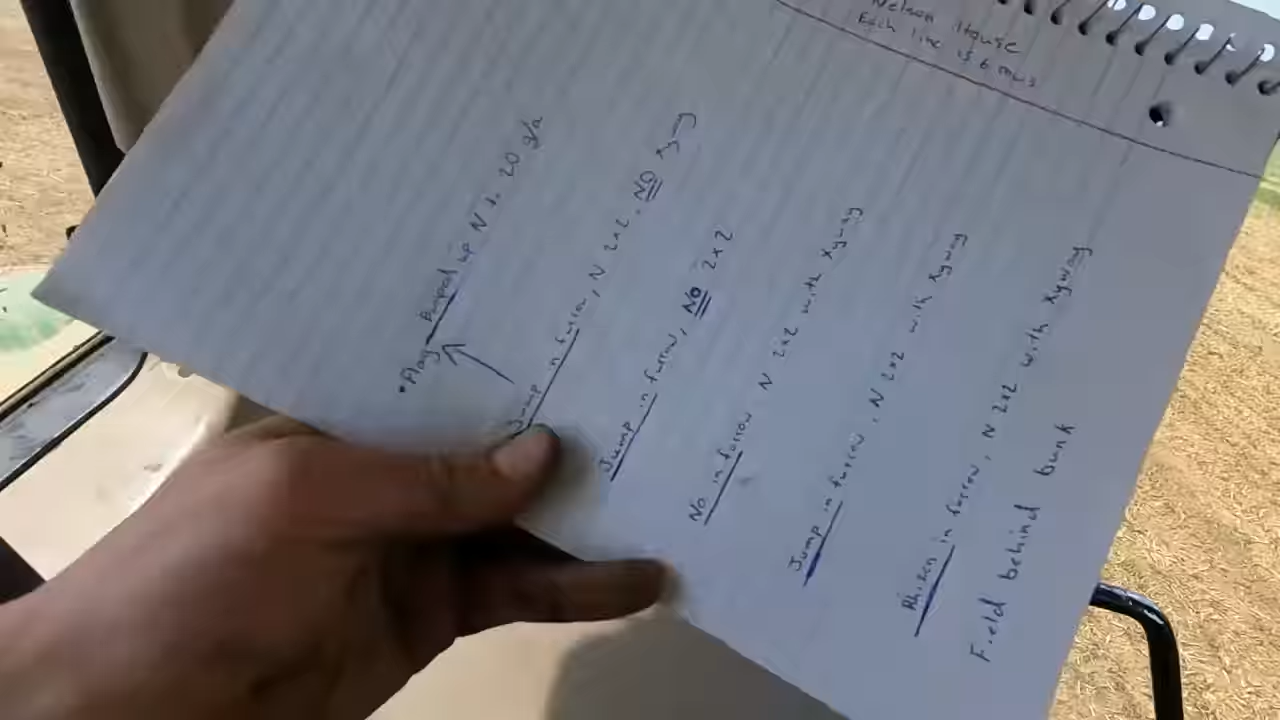 Nelson House
Each line is 6 rows
Field behind bunk
Rhizen in furrow, N 2x2 with xyway
Jump in furrow, N 2x2 with xyway
No in furrow N 2x2 with xyway
Jump in furrow, NO 2x2
Jump in furrow, N 2x2, NO xyway
• Flag Bumped up N to 20 g/a